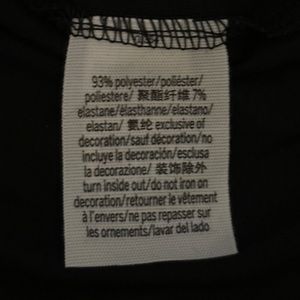 93% polyester/poliéster/
poliestere/ 聚酯纤维 7%
elastane/élasthanne/elastano/
elastan/ 氨纶 exclusive of
decoration/sauf décoration/no
incluye la decoración/esclusa
la decorazione/ 装饰除外
turn inside out/do not iron on
decoration/retourner le vêtement
à l'envers/ne pas repasser sur
les ornements/lavar del lado